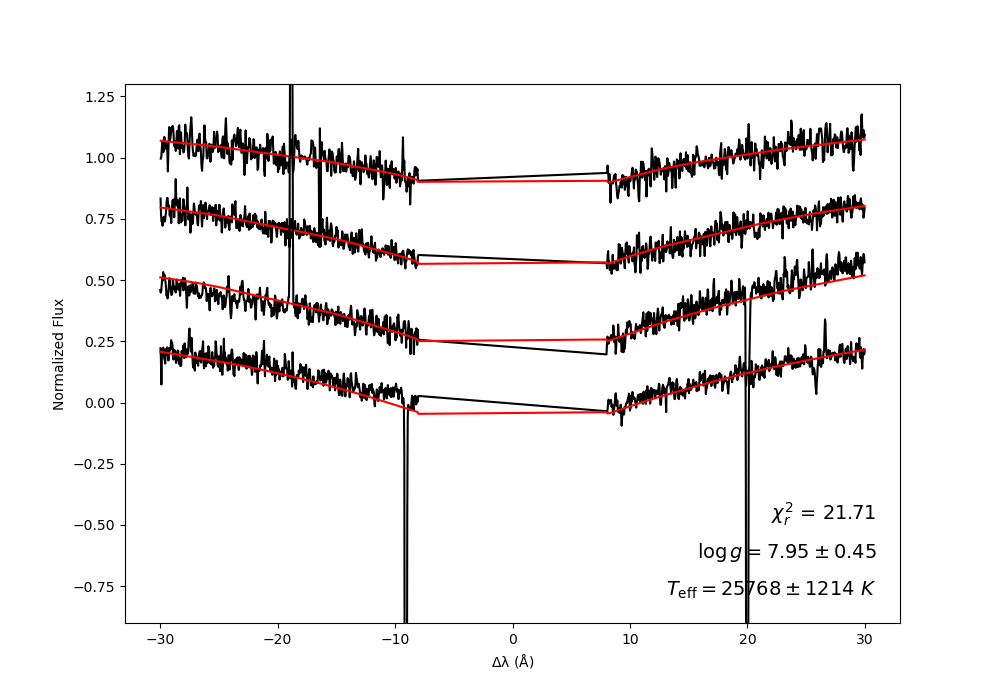 1.25
1.00
0.75
0.50
0.25
0.00
−0.25
−0.50
−0.75
Normalized Flux
χ²ᵣ = 21.71
log g = 7.95 ± 0.45
T_eff = 25768 ± 1214 K
−30 −20 −10 0 10 20 30
Δλ (Å)